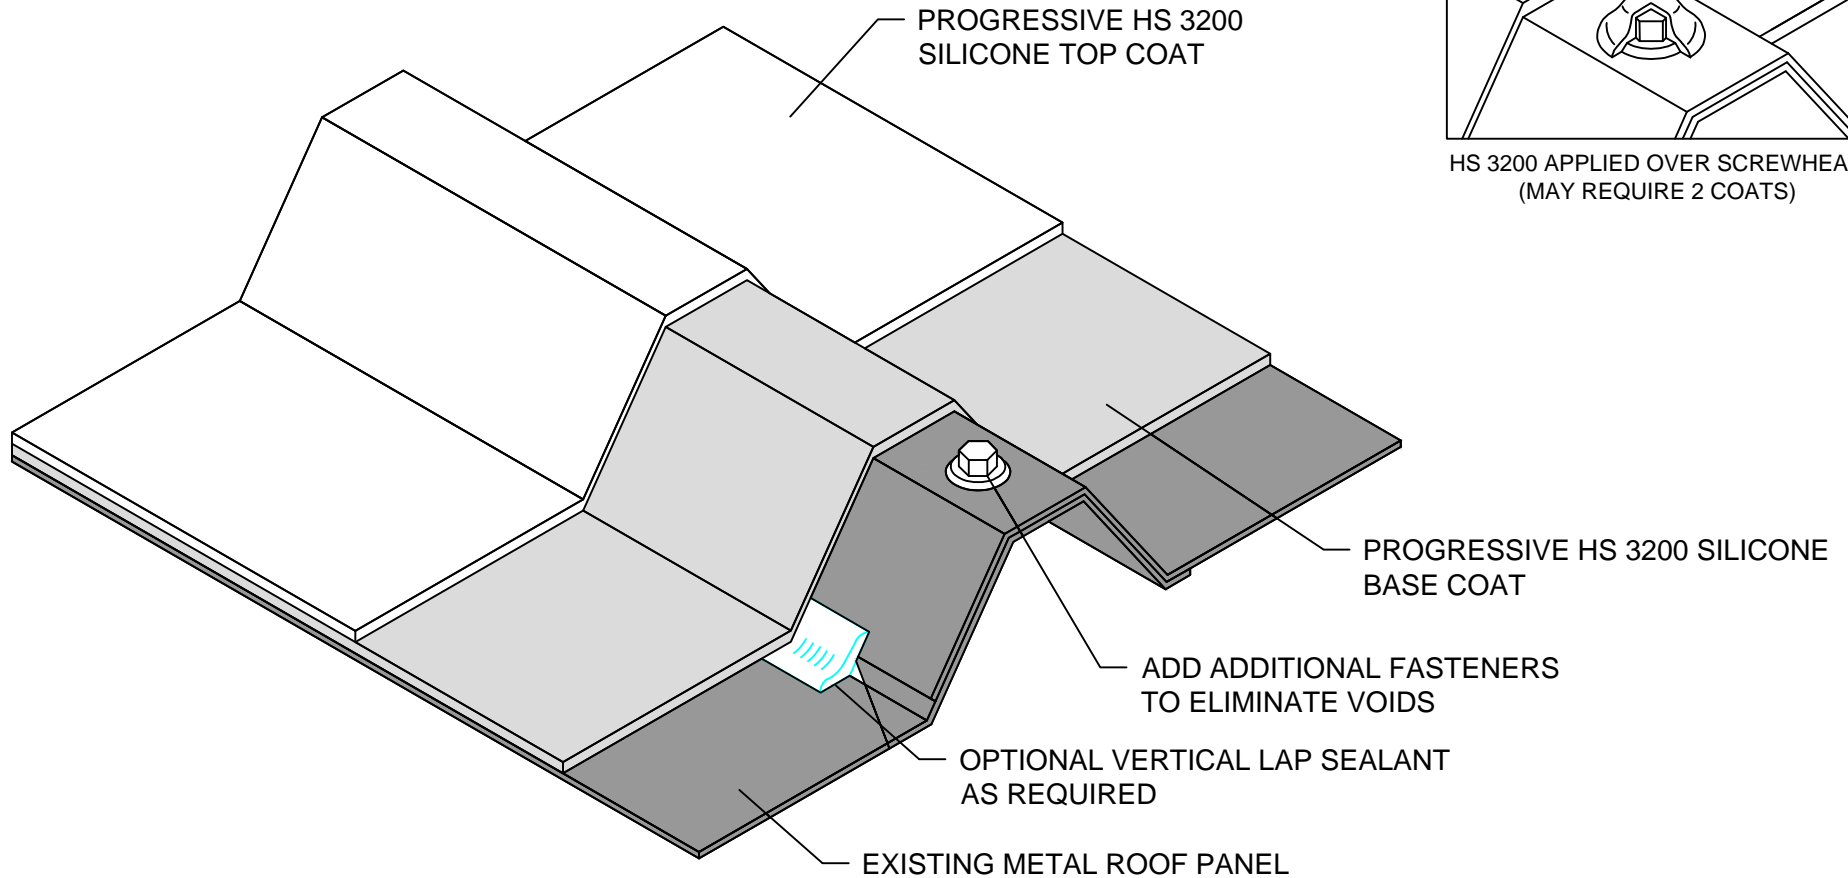 PROGRESSIVE HS 3200
SILICONE TOP COAT
HS 3200 APPLIED OVER
(MAY REQUIRE 2 COATS)
PROGRESSIVE HS 3200 SILICONE
BASE COAT
ADD ADDITIONAL FASTENERS
TO ELIMINATE VOIDS
OPTIONAL VERTICAL LAP SEALANT
AS REQUIRED
EXISTING METAL ROOF PANEL